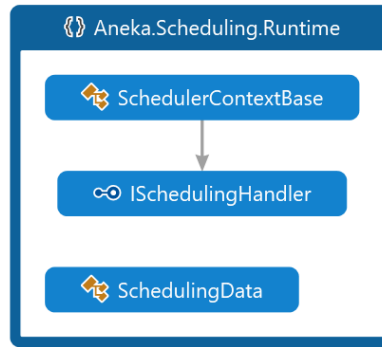 Aneka.Scheduling.Runtime
SchedulerContextBase
ISchedulingHandler
SchedulingData